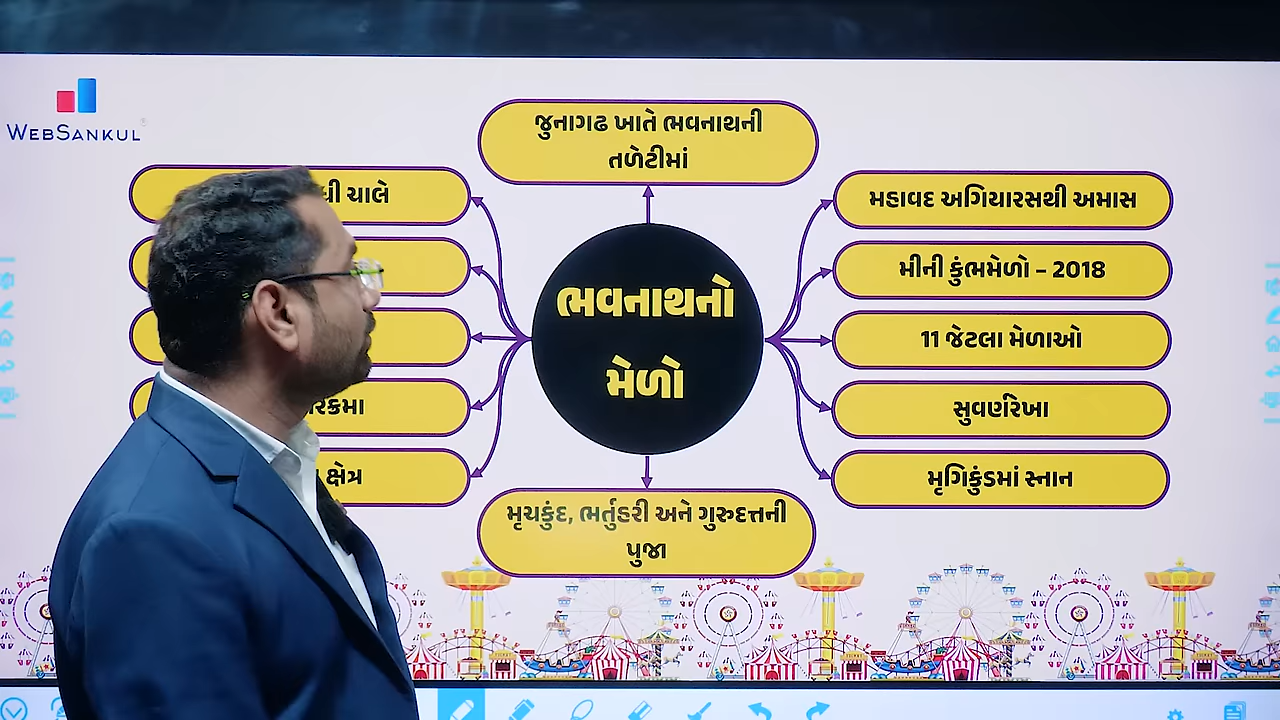 WEBSANKUL
જુનાગઢ ખાતે ભવનાથની
તળેટીમાં
ચાલે
ક્ષેત્ર
ભવનાથનો
મેળો
મહાવદ અગિયારસથી અમાસ
મીની કુંભમેળો – 2018
11 જેટલા મેળાઓ
સુવર્ણરેખા
મૃગિકુંડમાં સ્નાન
મૃચકુંદ, ભર્તુહરી અને ગુરુદત્તની
પુજા